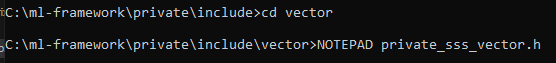 C:\ml-framework\private\include>cd vector
C:\ml-framework\private\include\vector>NOTEPAD private_sss_vector.h